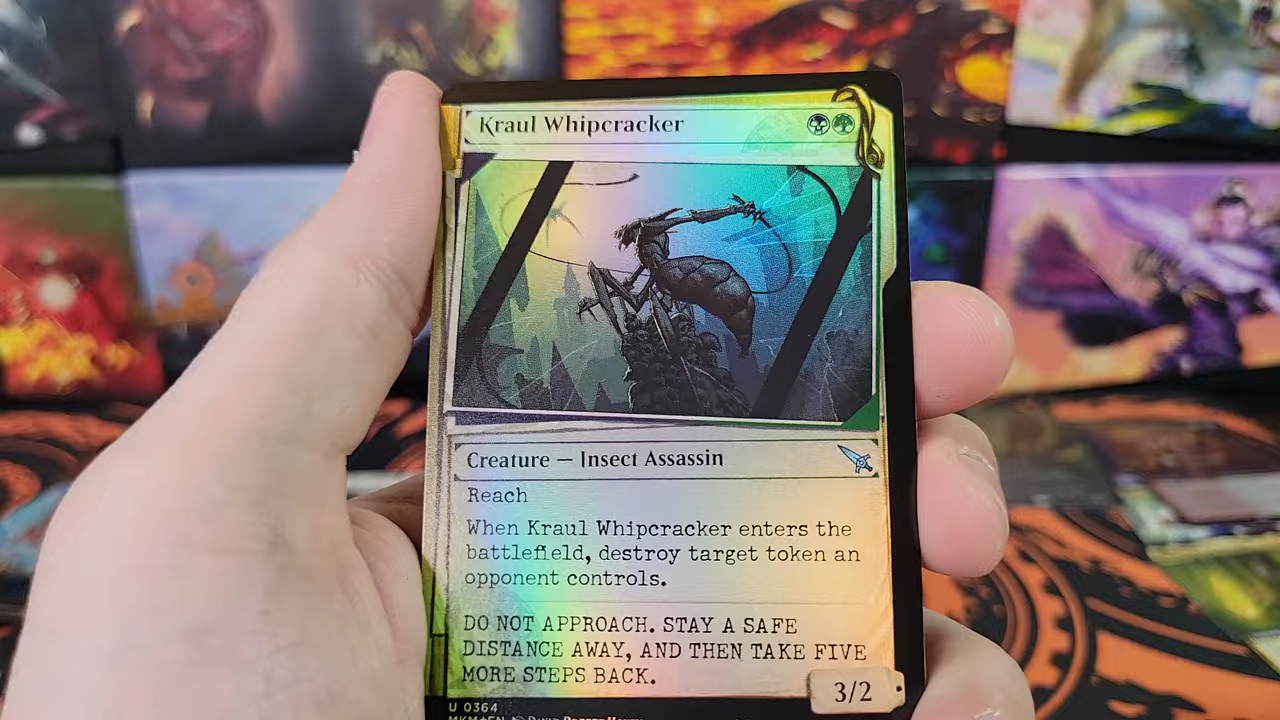 Kraul Whipcracker
Creature — Insect Assassin
Reach
When Kraul Whipcracker enters the
battlefield, destroy target token an
opponent controls.
DO NOT APPROACH. STAY A SAFE
DISTANCE AWAY, AND THEN TAKE FIVE
MORE STEPS BACK.
3/2
U 0364